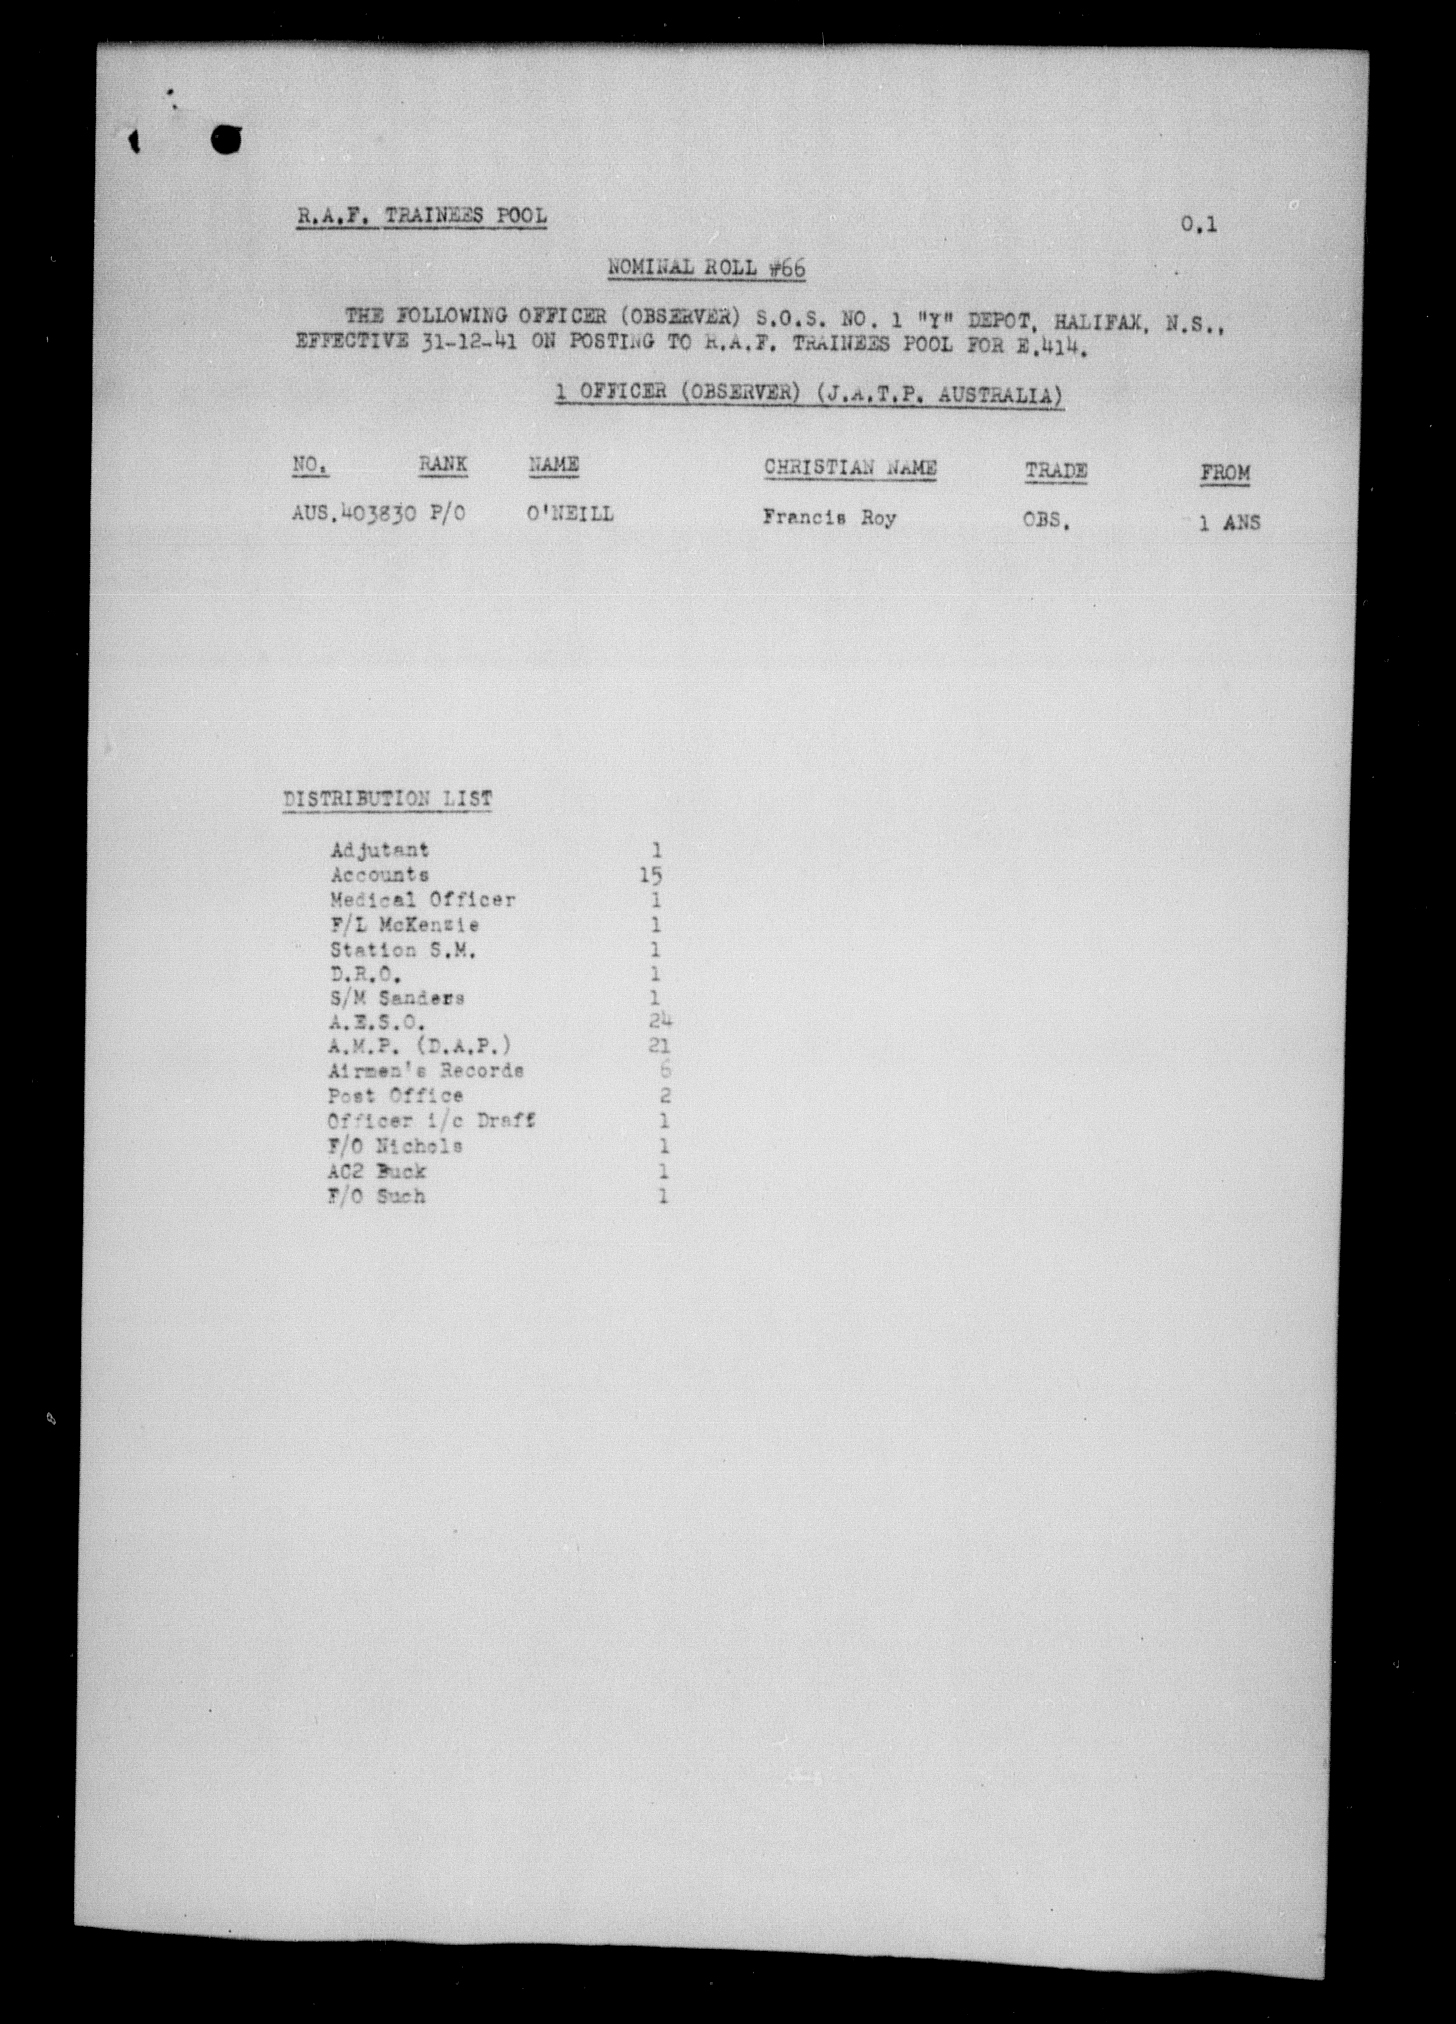 R.A.F. TRAINEES POOL
0.1
NOMINAL ROLL #66
THE FOLLOWING OFFICER (OBSERVER) S.O.S. NO. 1 "Y" DEPOT, HALIFAX, N.S.,
EFFECTIVE 31-12-41 ON POSTING TO R.A.F. TRAINEES POOL FOR E.414.
1 OFFICER (OBSERVER) (J.A.T.P. AUSTRALIA)
NO. RANK NAME CHRISTIAN NAME TRADE FROM
AUS.403830 P/O O'NEILL Francis Roy OBS. 1 ANS
DISTRIBUTION LIST
Adjutant 1
Accounts 15
Medical Officer 1
F/L McKenzie 1
Station S.M. 1
D.R.O. 1
S/M Sanders 1
A.E.S.O. 24
A.M.P. (D.A.P.) 21
Airmen's Records 6
Post Office 2
Officer i/c Draft 1
F/O Nichols 1
AC2 Buck 1
F/O Such 1